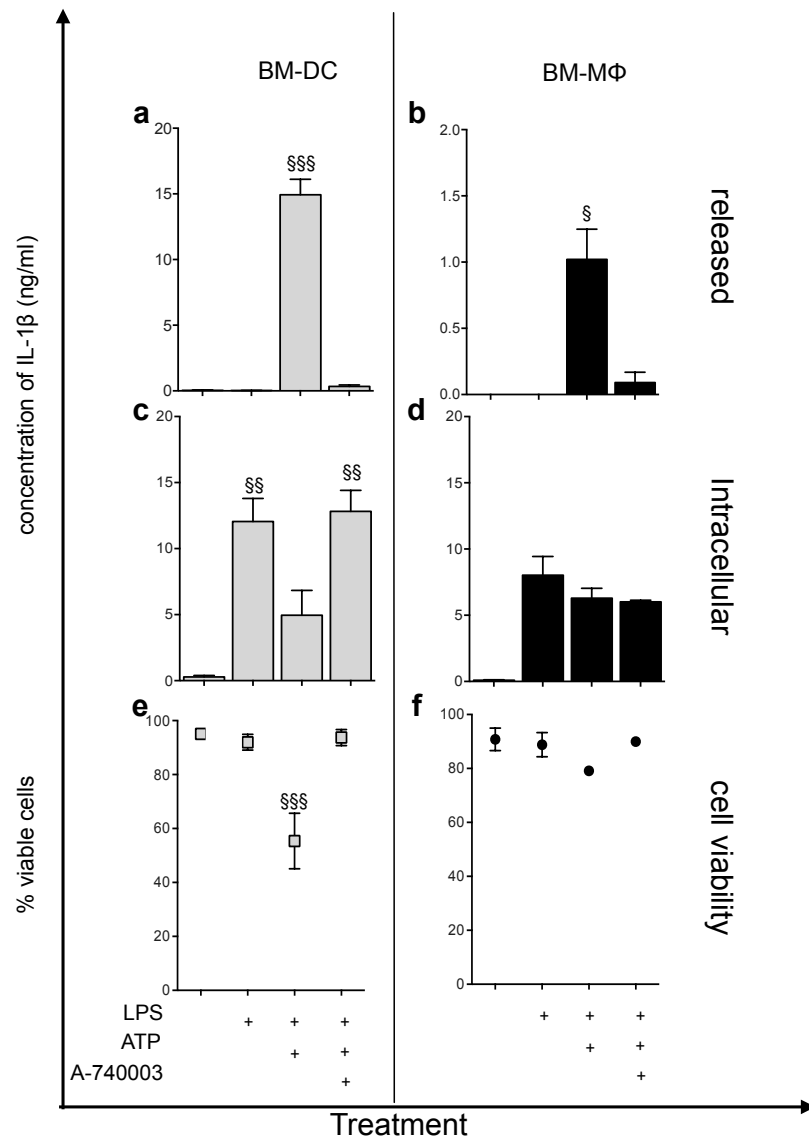 BM-DC
BM-MΦ
a
20
15
10
5
0
§§§
b
2.0
1.5
1.0
0.5
0.0
§
released
c
20
15
10
5
0
§§
§§
d
20
15
10
5
0
Intracellular
concentration of IL-1β (ng/ml)
e
100
80
60
40
20
0
§§§
f
100
80
60
40
20
0
cell viability
% viable cells
LPS + + + + + +
ATP + + + +
A-740003 + +
Treatment